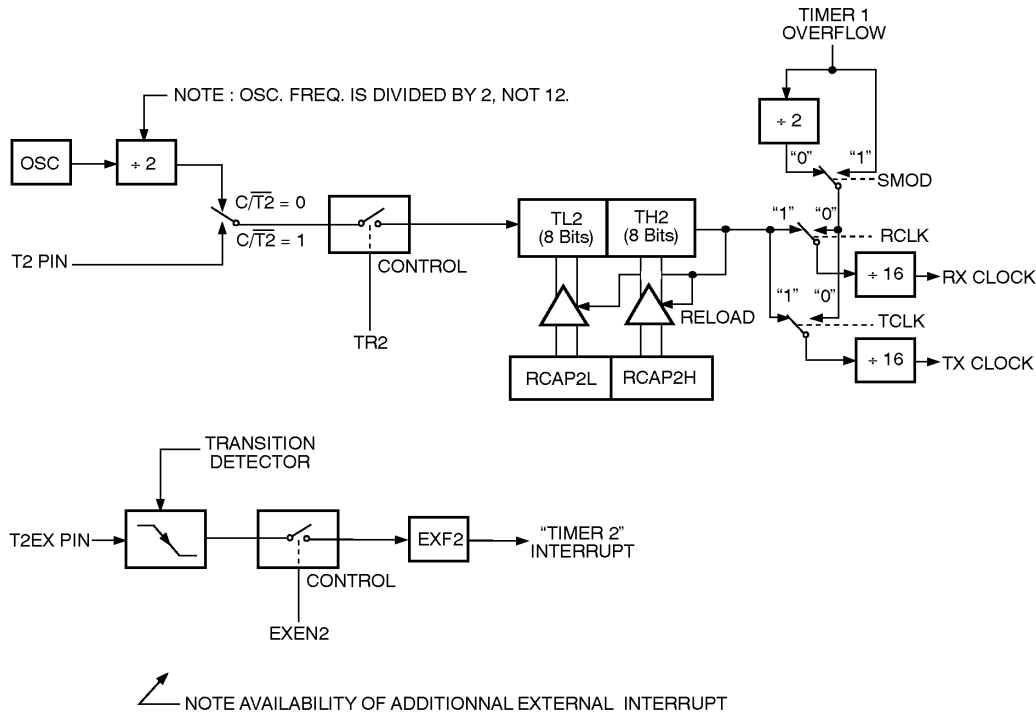 TIMER 1
OVERFLOW
NOTE : OSC. FREQ. IS DIVIDED BY 2, NOT 12.
÷ 2
OSC
÷ 2
“0”
“1”
SMOD
C/T2 = 0
C/T2 = 1
TL2
(8 Bits)
TH2
(8 Bits)
“1”
“0”
RCLK
T2 PIN
CONTROL
÷ 16
RX CLOCK
“1”
“0”
RELOAD
TCLK
TR2
÷ 16
TX CLOCK
RCAP2L
RCAP2H
TRANSITION
DETECTOR
T2EX PIN
EXF2
“TIMER 2”
INTERRUPT
CONTROL
EXEN2
NOTE AVAILABILITY OF ADDITIONNAL EXTERNAL INTERRUPT